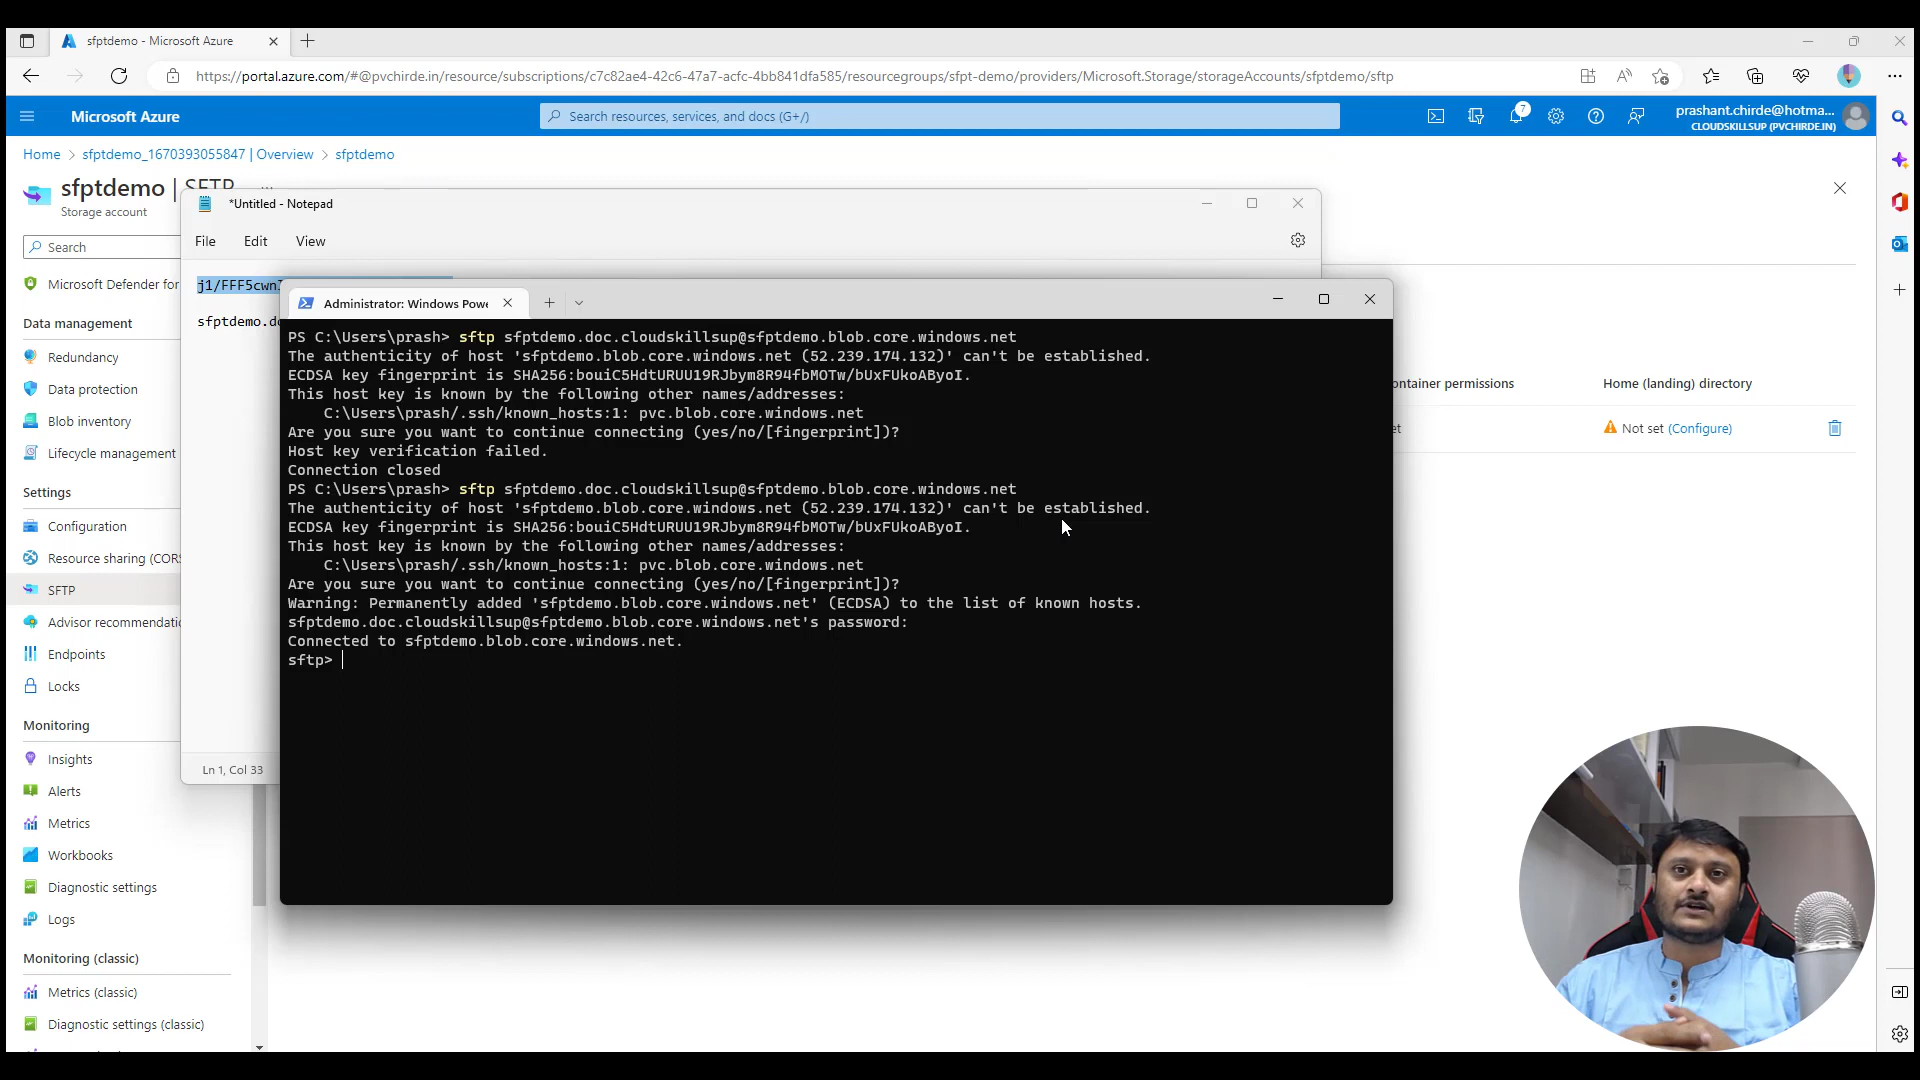 sfptdemo - Microsoft Azure
https://portal.azure.com/#@pvchirde.in/resource/subscriptions/c7c82ae4-42c6-47a7-acfc-4bb841dfa585/resourcegroups/sfpt-demo/providers/Microsoft.Storage/storageAccounts/sfptdemo/sftp
Microsoft Azure
Search resources, services, and docs (G+/)
7
prashant.chirde@hotma...
CLOUDSKILLSUP (PVCHIRDE.IN)
Home > sfptdemo_1670393055847 | Overview > sfptdemo
sfptdemo | SFTP ...
Storage account
*Untitled - Notepad
File Edit View
Search
Microsoft Defender for
Data management
Redundancy
Data protection
Blob inventory
Lifecycle management
Settings
Configuration
Resource sharing (CORS
SFTP
Advisor recommendatic
Endpoints
Locks
Monitoring
Insights
Alerts
Metrics
Workbooks
Diagnostic settings
Logs
Monitoring (classic)
Metrics (classic)
Diagnostic settings (classic)
sfptdemo.do
Ln 1, Col 33
Administrator: Windows Powe
PS C:\Users\prash> sftp sfptdemo.doc.cloudskillsup@sfptdemo.blob.core.windows.net
The authenticity of host 'sfptdemo.blob.core.windows.net (52.239.174.132)' can't be established.
ECDSA key fingerprint is SHA256:bouiC5HdtURUU19RJbym8R94fbMOTw/bUxFUkoAByoI.
This host key is known by the following other names/addresses:
C:\Users\prash/.ssh/known_hosts:1: pvc.blob.core.windows.net
Are you sure you want to continue connecting (yes/no/[fingerprint])?
Host key verification failed.
Connection closed
PS C:\Users\prash> sftp sfptdemo.doc.cloudskillsup@sfptdemo.blob.core.windows.net
The authenticity of host 'sfptdemo.blob.core.windows.net (52.239.174.132)' can't be established.
ECDSA key fingerprint is SHA256:bouiC5HdtURUU19RJbym8R94fbMOTw/bUxFUkoAByoI.
This host key is known by the following other names/addresses:
C:\Users\prash/.ssh/known_hosts:1: pvc.blob.core.windows.net
Are you sure you want to continue connecting (yes/no/[fingerprint])?
Warning: Permanently added 'sfptdemo.blob.core.windows.net' (ECDSA) to the list of known hosts.
sfptdemo.doc.cloudskillsup@sfptdemo.blob.core.windows.net's password:
Connected to sfptdemo.blob.core.windows.net.
sftp>
ontainer permissions
Home (landing) directory
et
Not set (Configure)